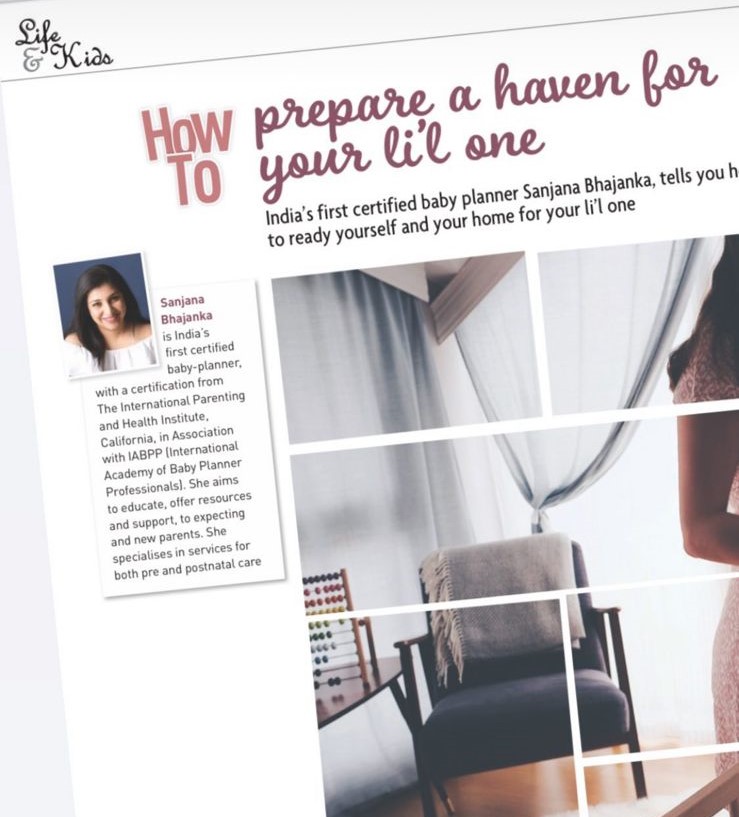 Life
& Kids
HOW
TO
prepare a haven for
your li'l one
India's first certified baby planner Sanjana Bhajanka, tells you
to ready yourself and your home for your li'l one
Sanjana
Bhajanka
is India's
first certified
baby-planner,
with a certification from
The International Parenting
and Health Institute,
California, in Association
with IABPP (International
Academy of Baby Planner
Professionals). She aims
to educate, offer resources
and support, to expecting
and new parents. She
specialises in services for
both pre and postnatal care